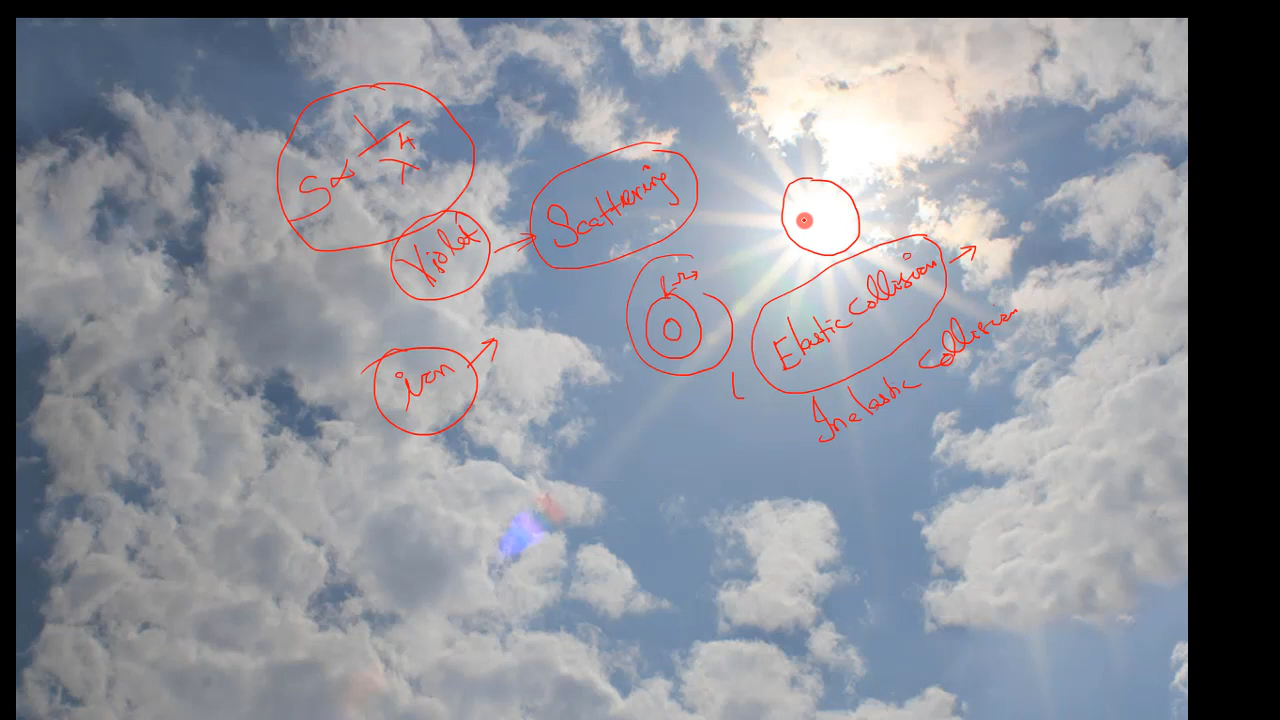 S ∝ 1/λ⁴
Violet
Scattering
ion
Elastic collision
Inelastic collision